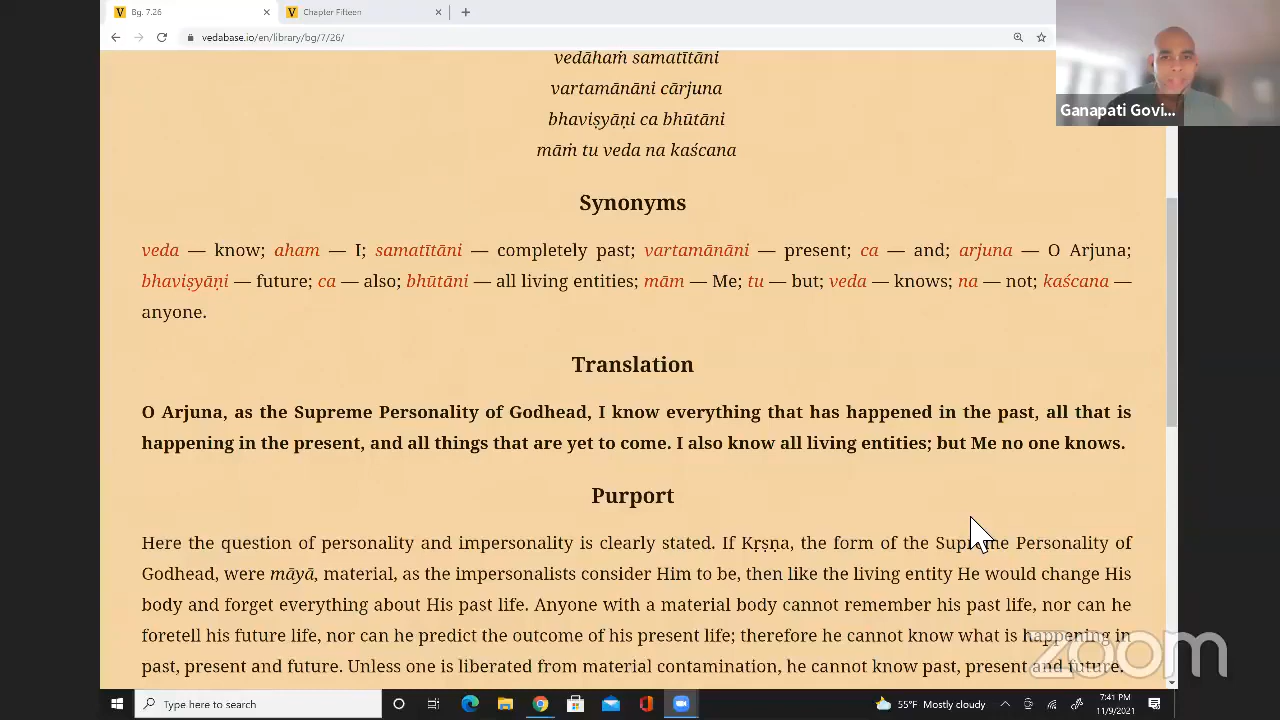 Bg. 7.26
Chapter Fifteen
vedabase.io/en/library/bg/7/26/
Ganapati Govi...
vedāhaṁ samatītāni
vartamānāni cārjuna
bhaviṣyāṇi ca bhūtāni
māṁ tu veda na kaścana
Synonyms
veda — know; aham — I; samatītāni — completely past; vartamānāni — present; ca — and; arjuna — O Arjuna;
bhaviṣyāṇi — future; ca — also; bhūtāni — all living entities; mām — Me; tu — but; veda — knows; na — not; kaścana —
anyone.
Translation
O Arjuna, as the Supreme Personality of Godhead, I know everything that has happened in the past, all that is
happening in the present, and all things that are yet to come. I also know all living entities; but Me no one knows.
Purport
Here the question of personality and impersonality is clearly stated. If Kṛṣṇa, the form of the Supreme Personality of
Godhead, were māyā, material, as the impersonalists consider Him to be, then like the living entity He would change His
body and forget everything about His past life. Anyone with a material body cannot remember his past life, nor can he
foretell his future life, nor can he predict the outcome of his present life; therefore he cannot know what is happening in
past, present and future. Unless one is liberated from material contamination, he cannot know past, present and future.
zoom
Type here to search
55°F Mostly cloudy
7:41 PM
11/9/2021